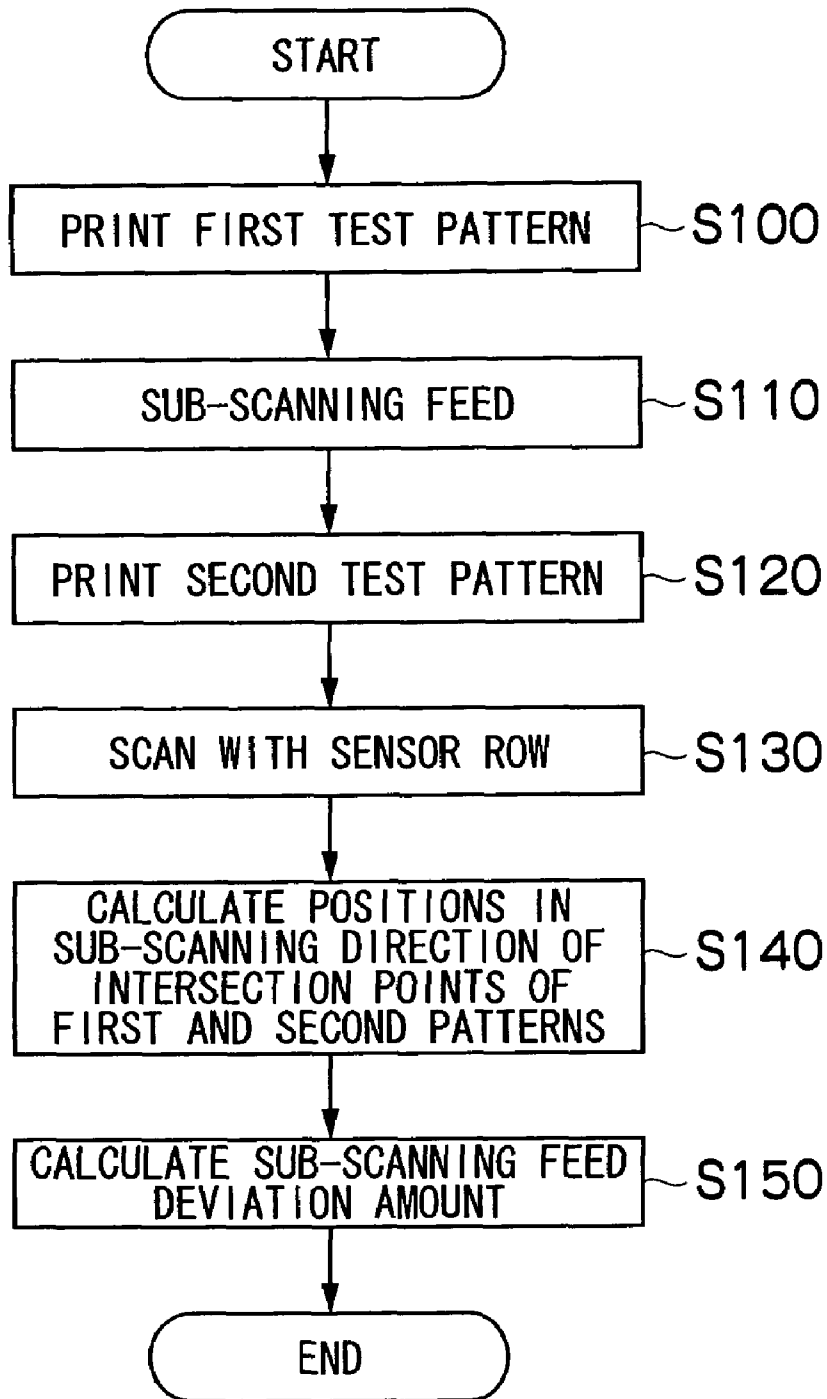 START
PRINT FIRST TEST PATTERN
S100
SUB-SCANNING FEED
S110
PRINT SECOND TEST PATTERN
S120
SCAN WITH SENSOR ROW
S130
CALCULATE POSITIONS IN
SUB-SCANNING DIRECTION OF
INTERSECTION POINTS OF
FIRST AND SECOND PATTERNS
S140
CALCULATE SUB-SCANNING FEED
DEVIATION AMOUNT
S150
END